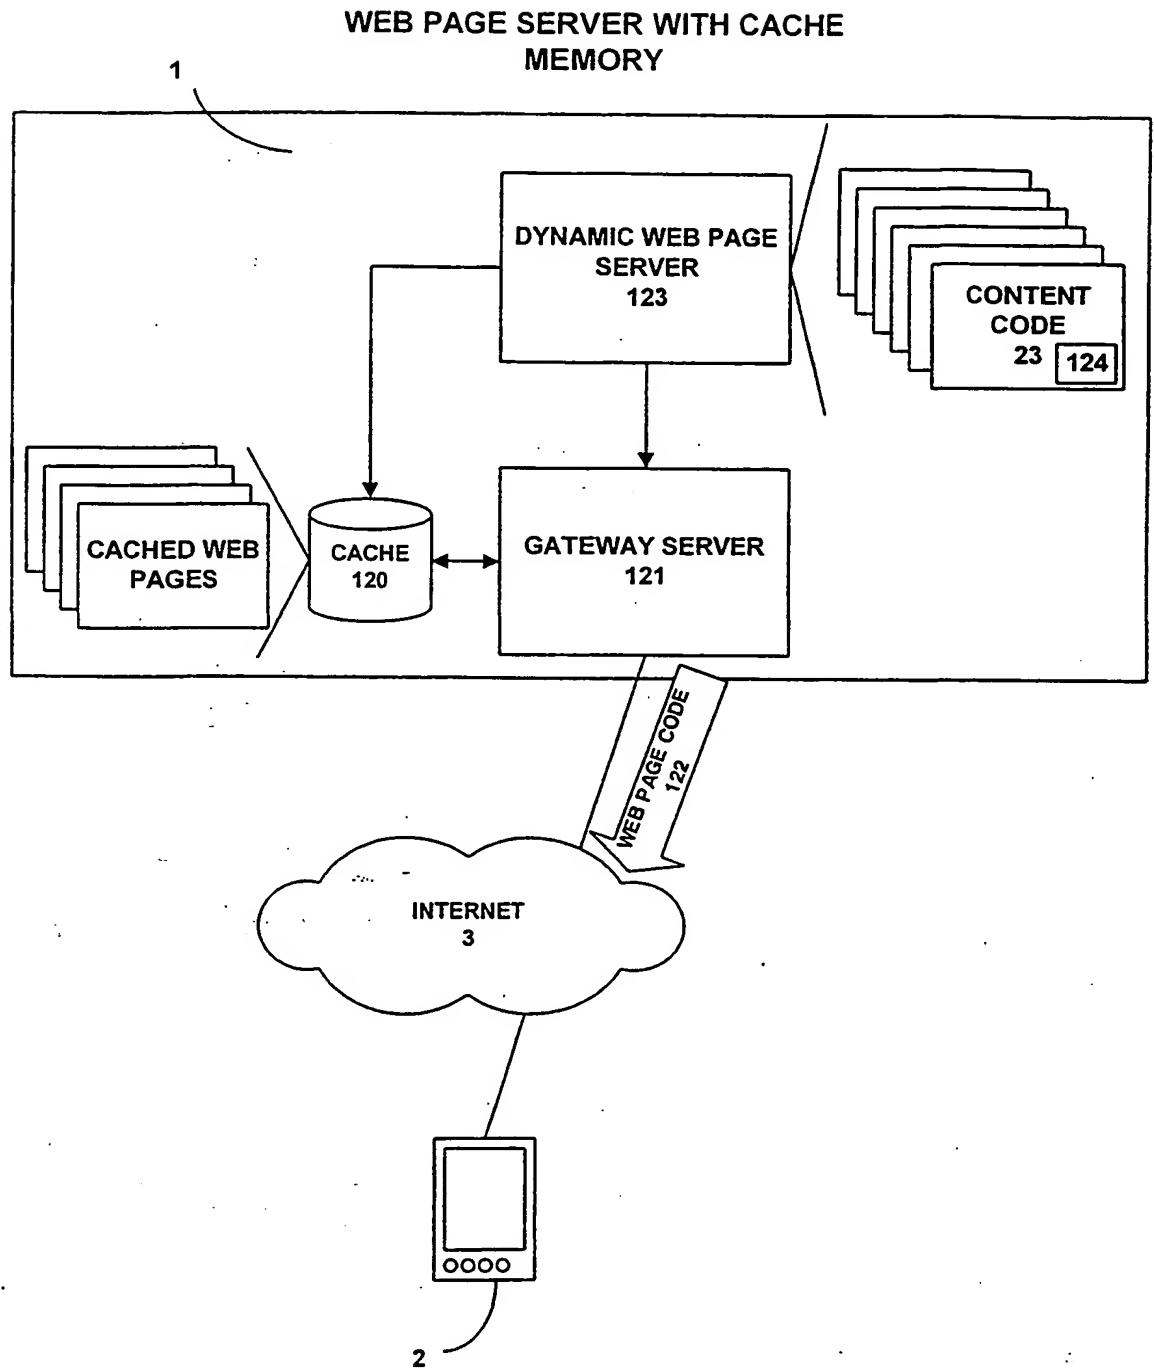 WEB PAGE SERVER WITH CACHE
MEMORY
1
DYNAMIC WEB PAGE
SERVER
123
CONTENT
CODE
23
124
CACHED WEB
PAGES
CACHE
120
GATEWAY SERVER
121
WEB PAGE CODE
122
INTERNET
3
2